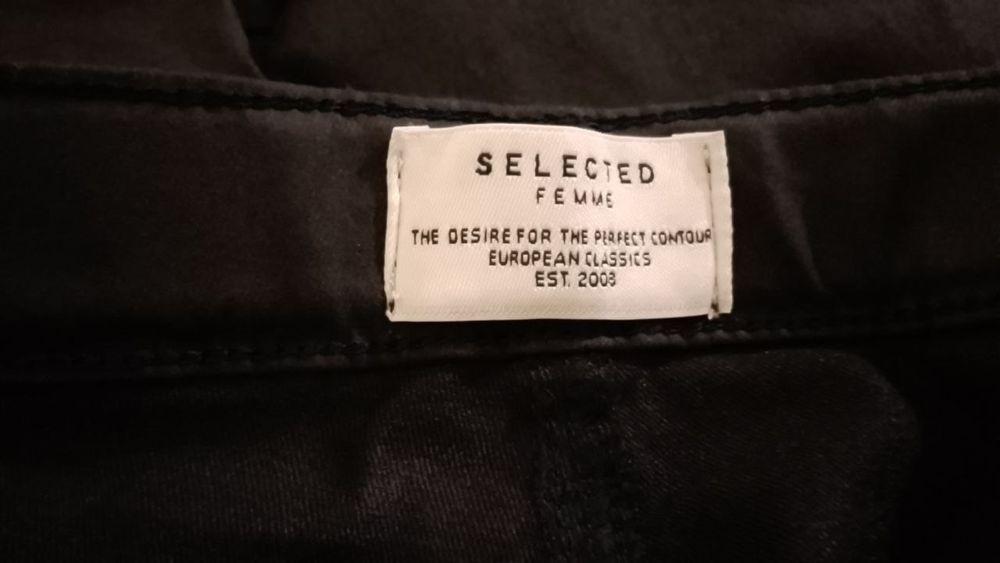 SELECTED
FEMME
THE DESIRE FOR THE PERFECT CONTOUR
EUROPEAN CLASSICS
EST. 2008